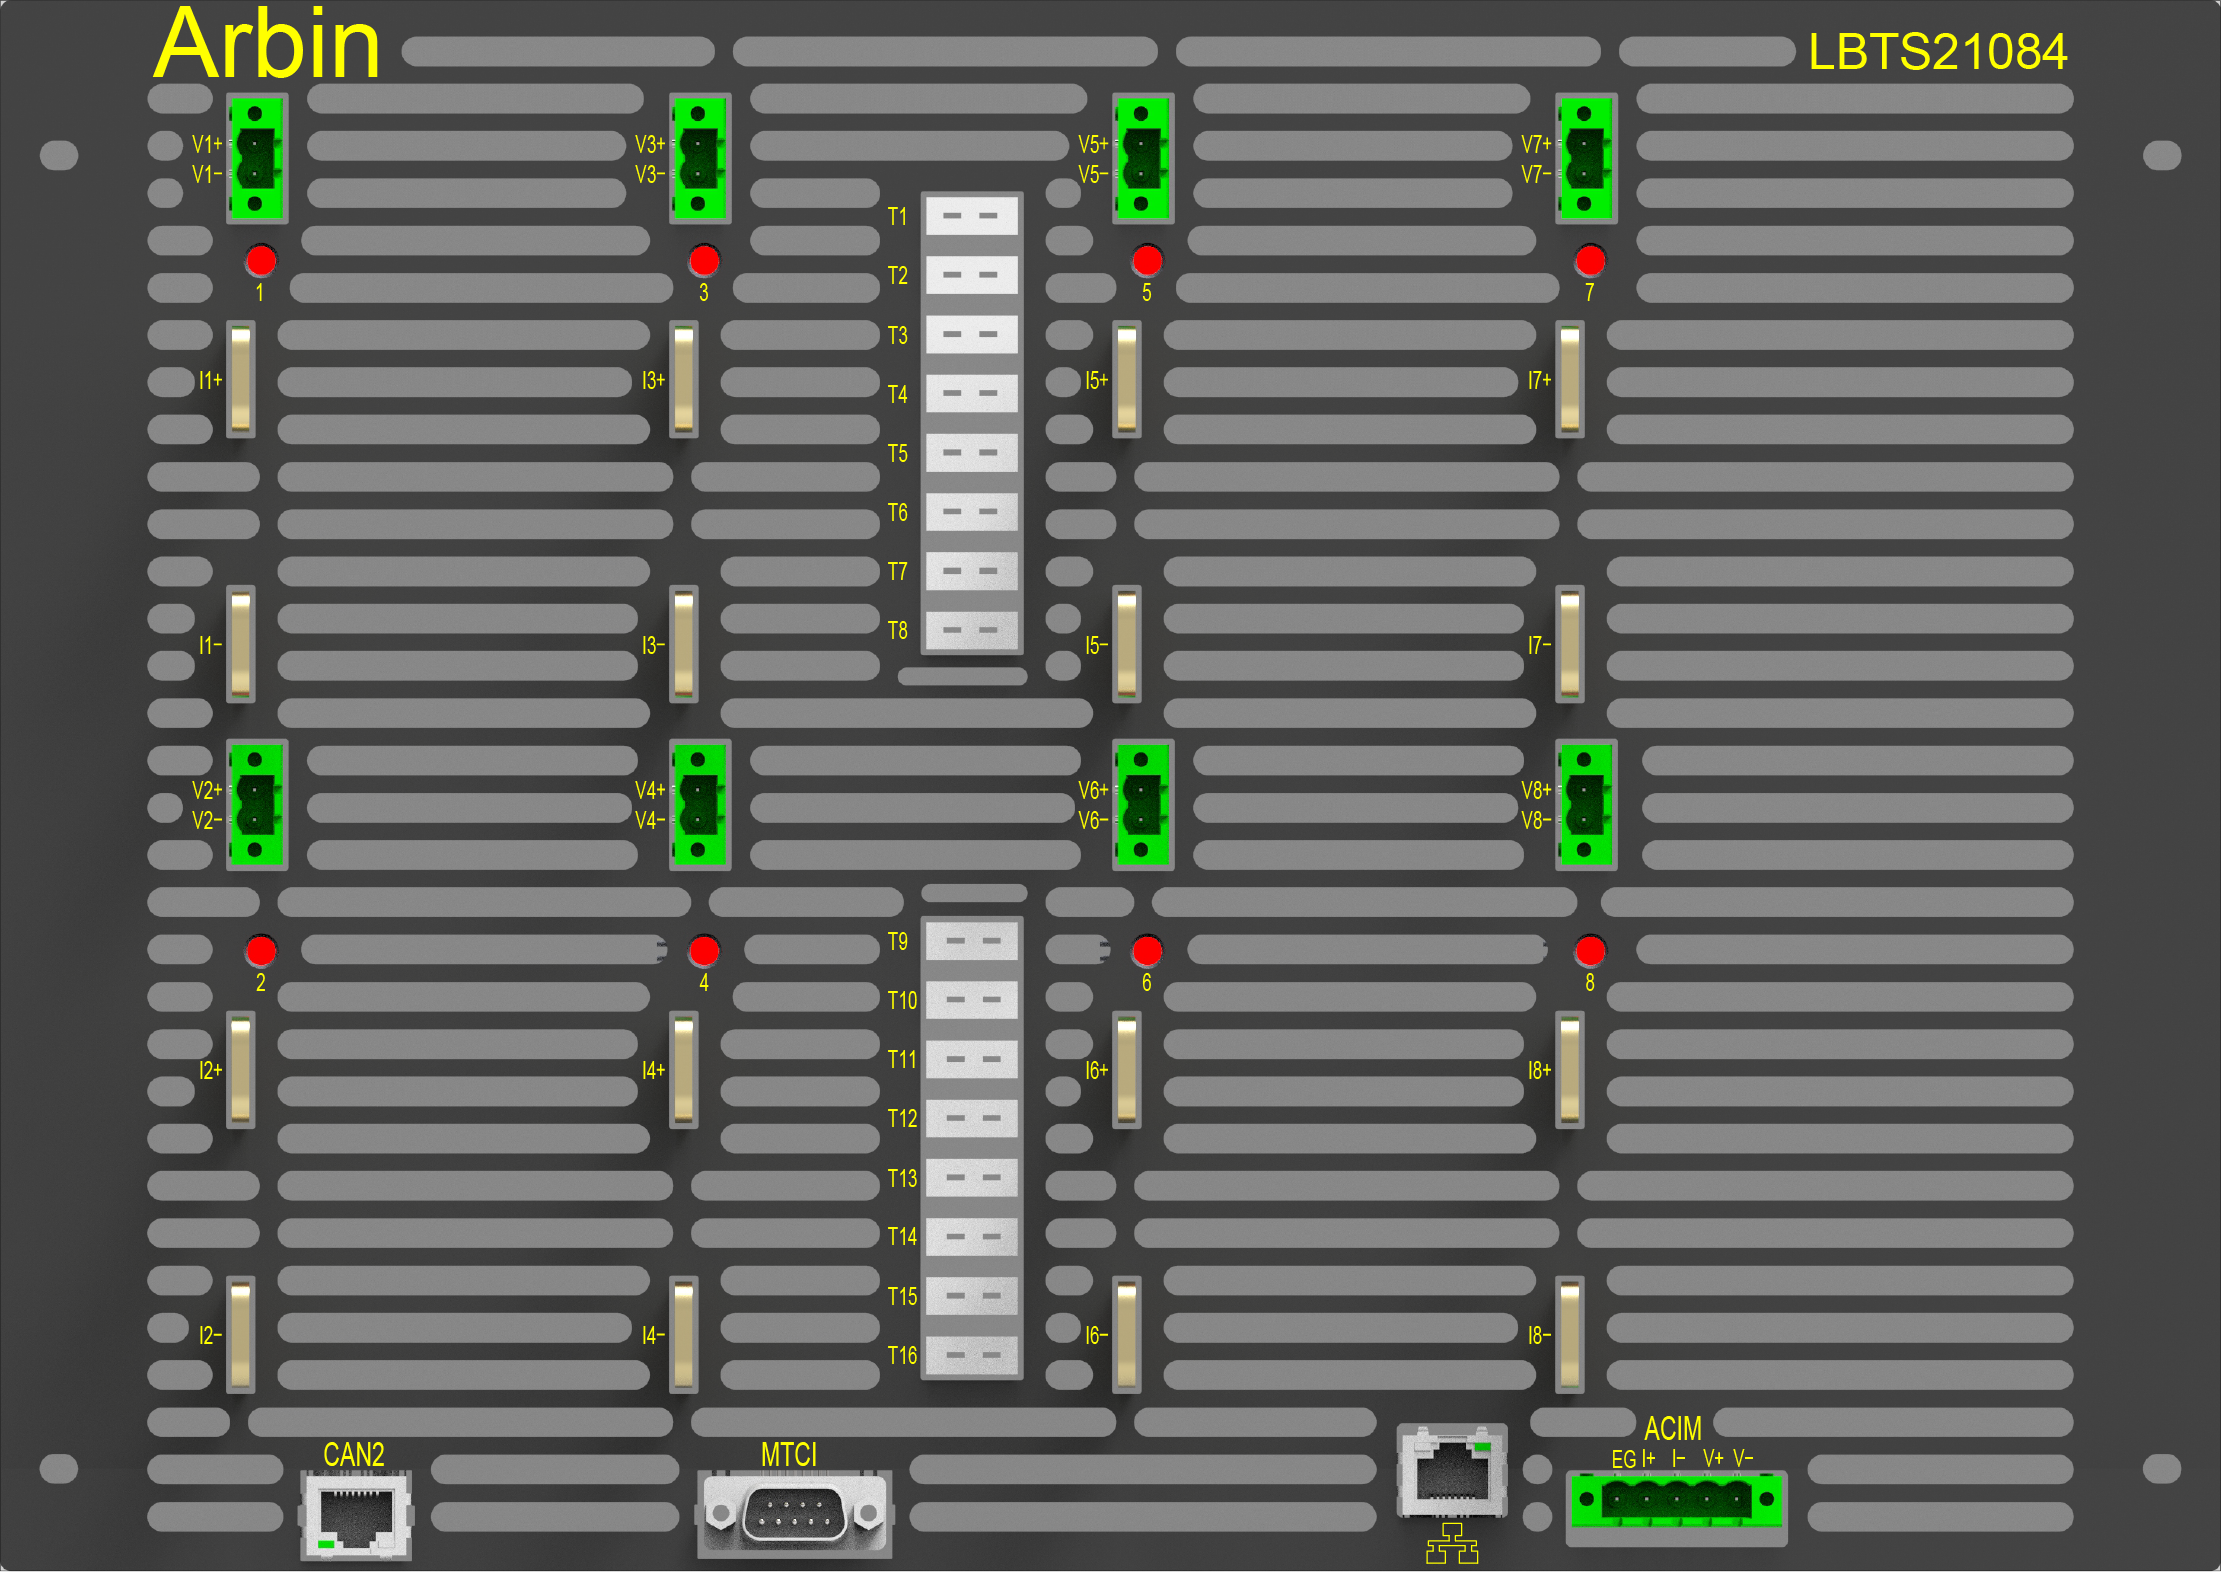 Arbin
LBTS21084
V1+ V3+ V5+ V7+
V1− V3− V5− V7−
T1
T2
1 3 5 7
T3
I1+ I3+ I5+ I7+
T4
T5
T6
T7
T8
I1− I3− I5− I7−
V2+ V4+ V6+ V8+
V2− V4− V6− V8−
T9
2 4 6 8
T10
T11
I2+ I4+ I6+ I8+
T12
T13
T14
T15
I2− I4− I6− I8−
T16
ACIM
CAN2 MTCI
EG I+ I− V+ V−